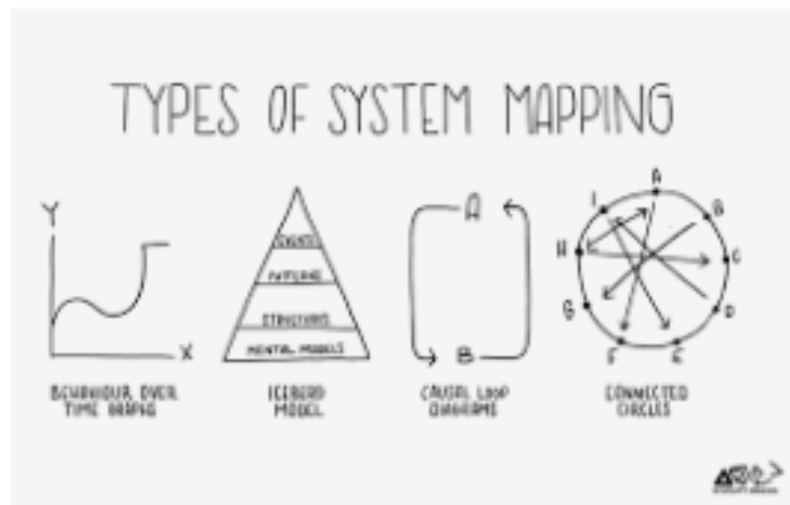 TYPES OF SYSTEM MAPPING
Y
X
BEHAVIOUR OVER
TIME GRAPHS
EVENTS
PATTERNS
STRUCTURES
MENTAL MODELS
ICEBERG
MODEL
A
B
CAUSAL LOOP
DIAGRAMS
A
B
C
D
E
F
G
H
I
CONNECTED
CIRCLES